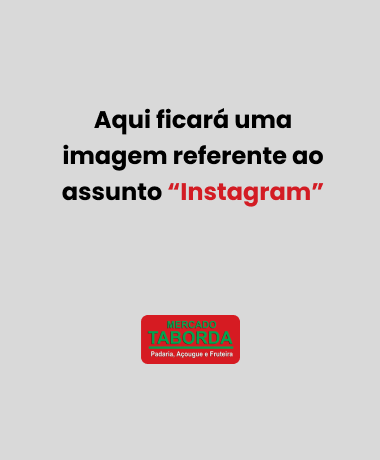 Aqui ficará uma
imagem referente ao
assunto “Instagram”
MERCADO
TABORDA
Padaria, Açougue e Fruteira